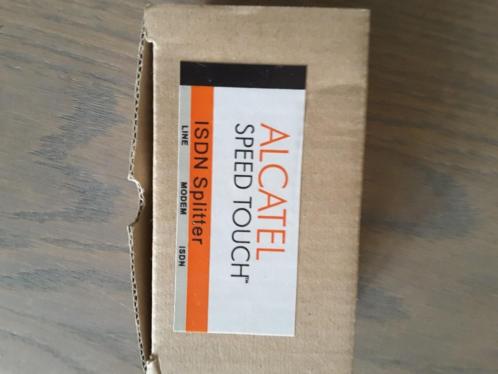 ALCATEL
SPEED TOUCH™
ISDN Splitter
LINE MODEM ISDN